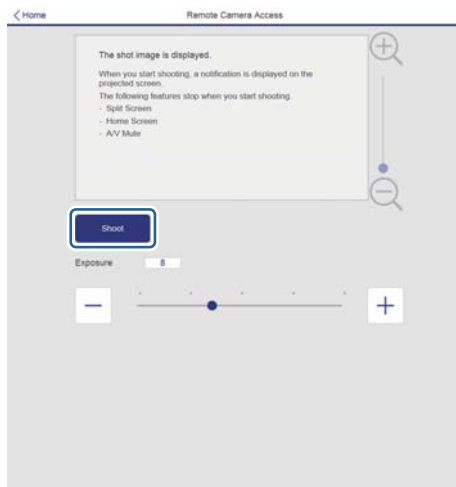 Home
Remote Camera Access
The shot image is displayed.
When you start shooting, a notification is displayed on the
projected screen.
The following features stop when you start shooting.
- Split Screen
- Home Screen
- A/V Mute
Shoot
Exposure 8